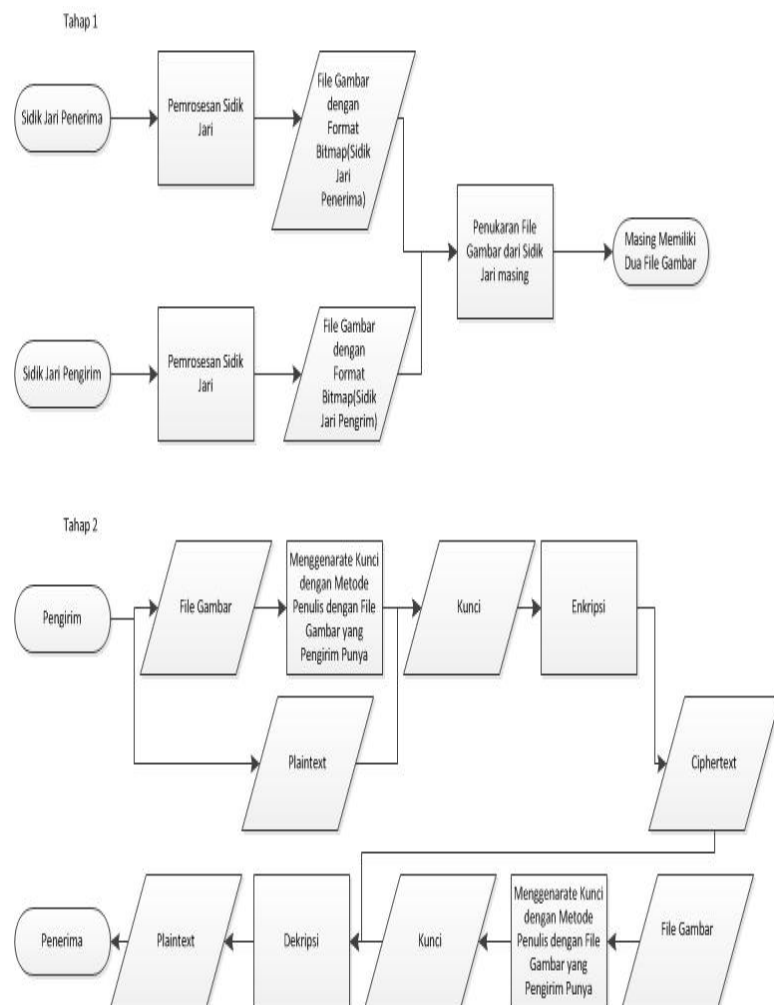 Tahap 1
Sidik Jari Penerima
Pemrosesan Sidik
Jari
File Gambar
dengan
Format
Bitmap(Sidik
Jari
Penerima)
Penukaran File
Gambar dari Sidik
Jari masing
Masing Memiliki
Dua File Gambar
Sidik Jari Pengirim
Pemrosesan Sidik
Jari
File Gambar
dengan
Format
Bitmap(Sidik
Jari Pengrim)
Tahap 2
Pengirim
File Gambar
Menggenarate Kunci
dengan Metode
Penulis dengan File
Gambar yang
Pengirim Punya
Kunci
Enkripsi
Plaintext
Ciphertext
Penerima
Plaintext
Dekripsi
Kunci
Menggenarate Kunci
dengan Metode
Penulis dengan File
Gambar yang
Pengirim Punya
File Gambar